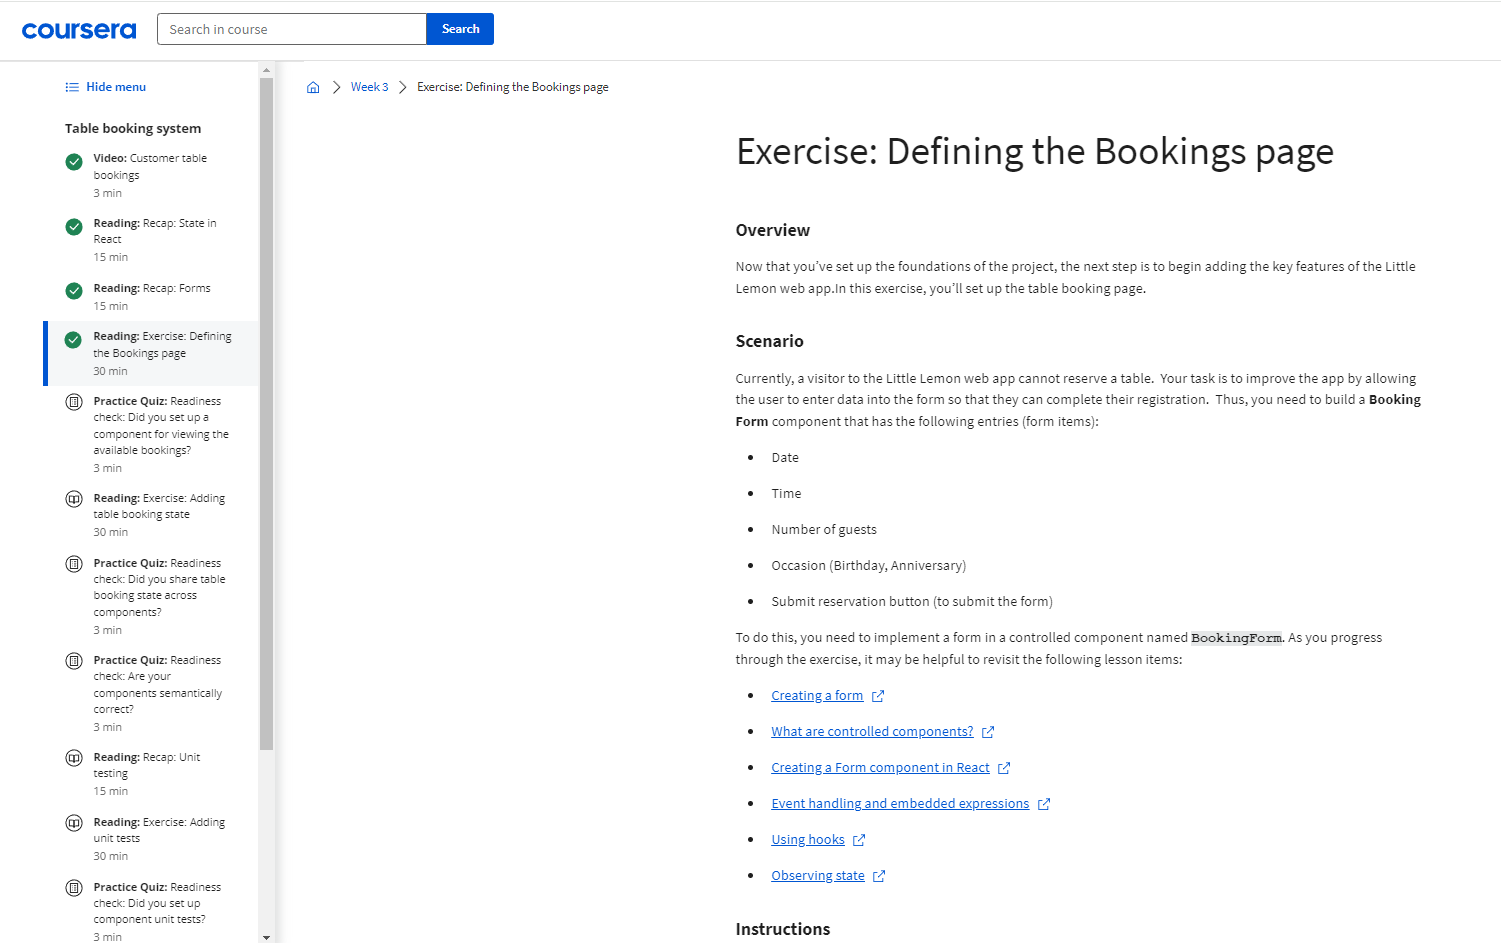 coursera
Search in course
Search
Hide menu
Table booking system
Video: Customer table
bookings
3 min
Reading: Recap: State in
React
15 min
Reading: Recap: Forms
15 min
Reading: Exercise: Defining
the Bookings page
30 min
Practice Quiz: Readiness
check: Did you set up a
component for viewing the
available bookings?
3 min
Reading: Exercise: Adding
table booking state
30 min
Practice Quiz: Readiness
check: Did you share table
booking state across
components?
3 min
Practice Quiz: Readiness
check: Are your
components semantically
correct?
3 min
Reading: Recap: Unit
testing
15 min
Reading: Exercise: Adding
unit tests
30 min
Practice Quiz: Readiness
check: Did you set up
component unit tests?
3 min
Week 3
Exercise: Defining the Bookings page
Exercise: Defining the Bookings page
Overview
Now that you’ve set up the foundations of the project, the next step is to begin adding the key features of the Little
Lemon web app.In this exercise, you’ll set up the table booking page.
Scenario
Currently, a visitor to the Little Lemon web app cannot reserve a table.  Your task is to improve the app by allowing
the user to enter data into the form so that they can complete their registration.  Thus, you need to build a Booking
Form component that has the following entries (form items):
Date
Time
Number of guests
Occasion (Birthday, Anniversary)
Submit reservation button (to submit the form)
To do this, you need to implement a form in a controlled component named BookingForm. As you progress
through the exercise, it may be helpful to revisit the following lesson items:
Creating a form
What are controlled components?
Creating a Form component in React
Event handling and embedded expressions
Using hooks
Observing state
Instructions